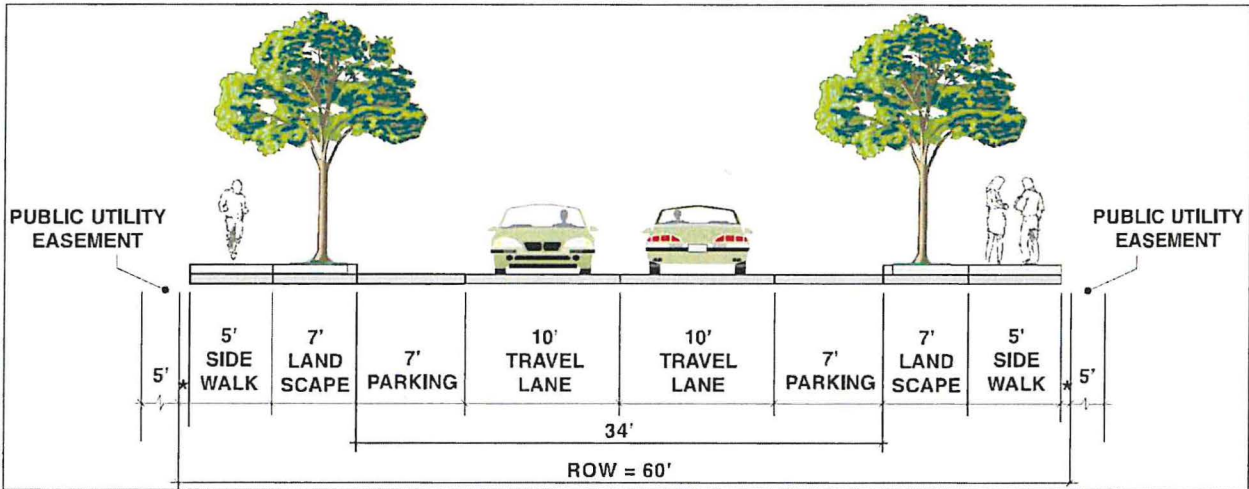 PUBLIC UTILITY
EASEMENT
PUBLIC UTILITY
EASEMENT
5'
*
5'
SIDE
WALK
7'
LAND
SCAPE
7'
PARKING
10'
TRAVEL
LANE
10'
TRAVEL
LANE
7'
PARKING
7'
LAND
SCAPE
5'
SIDE
WALK
*
5'
34'
ROW = 60'